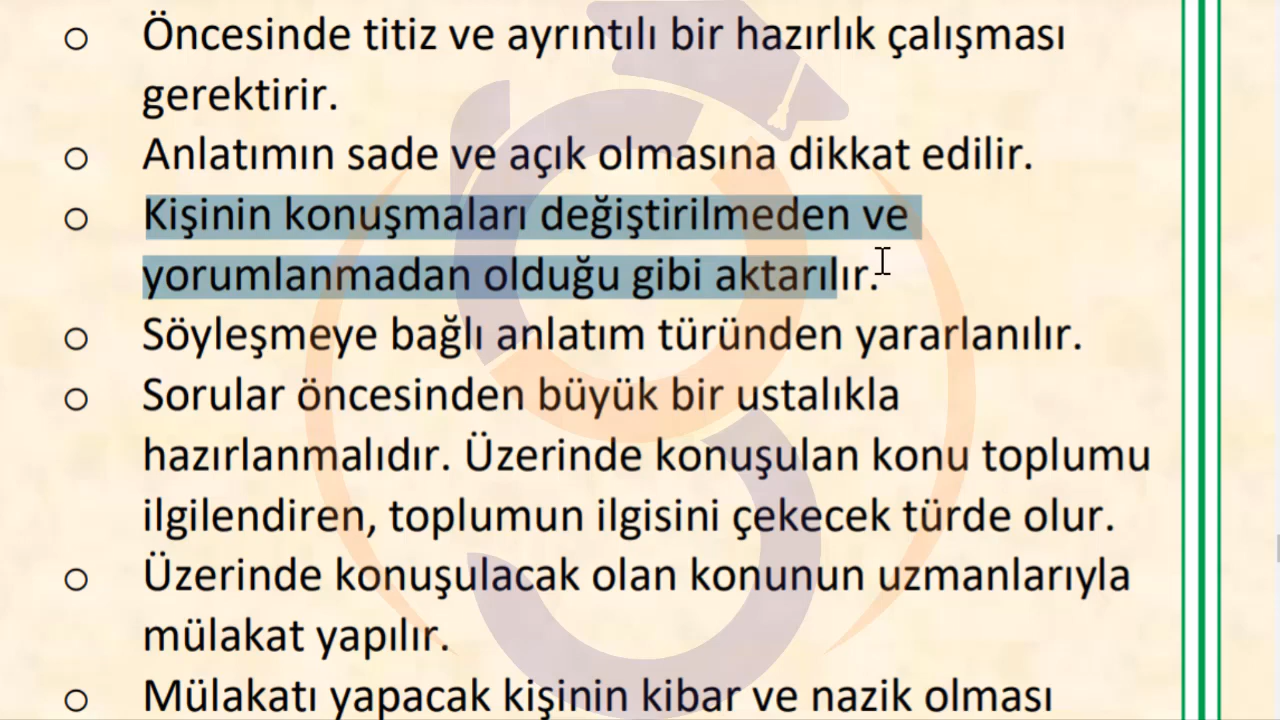 Öncesinde titiz ve ayrıntılı bir hazırlık çalışması
gerektirir.
Anlatımın sade ve açık olmasına dikkat edilir.
Kişinin konuşmaları değiştirilmeden ve
yorumlanmadan olduğu gibi aktarılır.
Söyleşmeye bağlı anlatım türünden yararlanılır.
Sorular öncesinden büyük bir ustalıkla
hazırlanmalıdır. Üzerinde konuşulan konu toplumu
ilgilendiren, toplumun ilgisini çekecek türde olur.
Üzerinde konuşulacak olan konunun uzmanlarıyla
mülakat yapılır.
Mülakatı yapacak kişinin kibar ve nazik olması